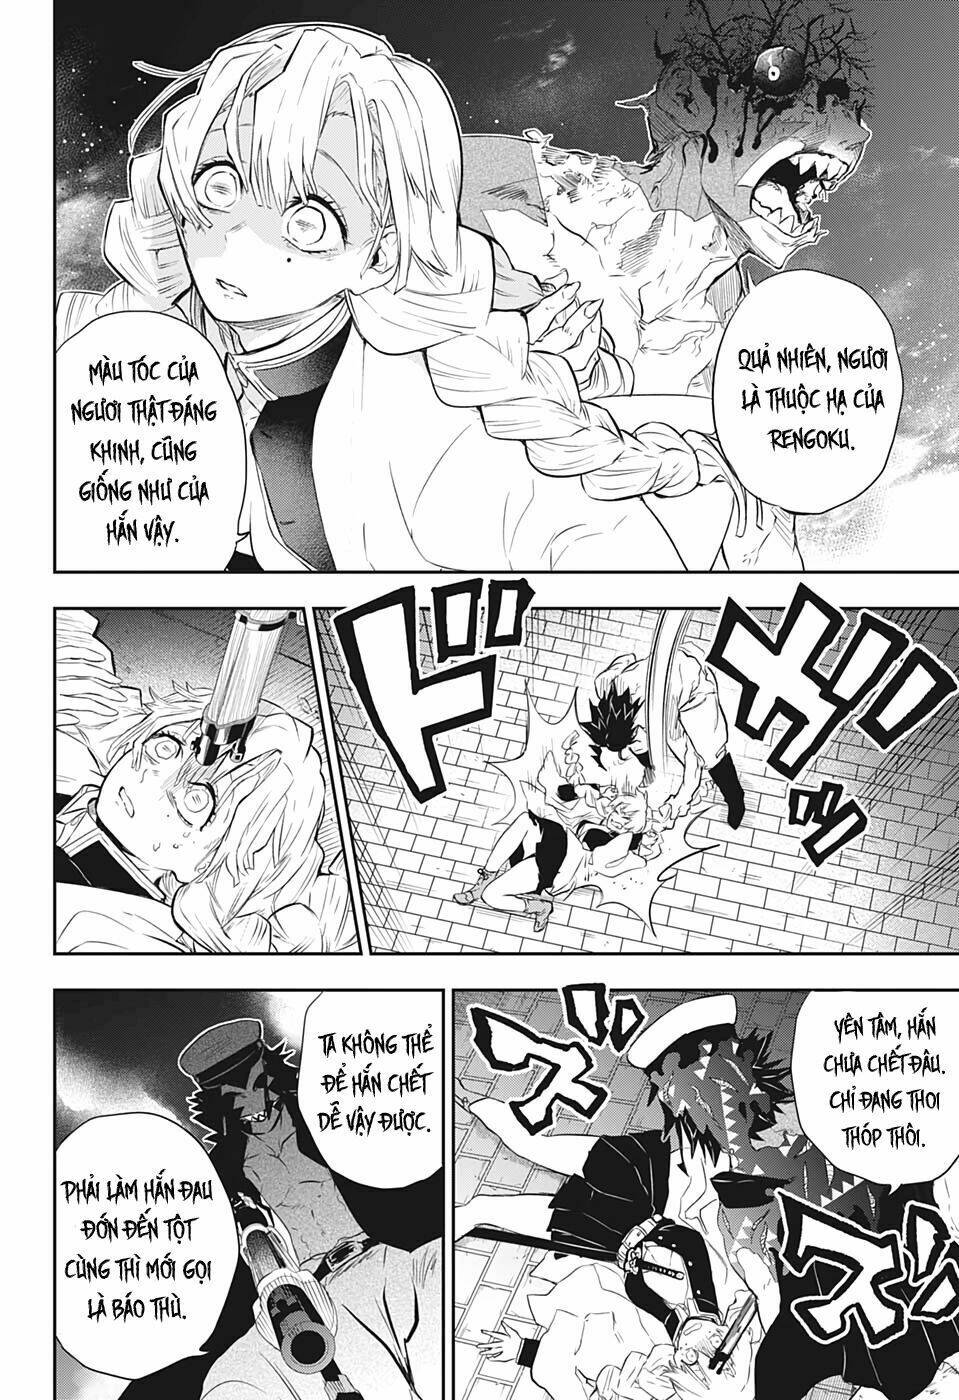 QUẢ NHIÊN, NGƯƠI
LÀ THUỘC HẠ CỦA
RENGOKU.
MÀU TÓC CỦA
NGƯƠI THẬT ĐÁNG
KHINH, CŨNG
GIỐNG NHƯ CỦA
HẮN VẬY.
ガッ
ドッ
YÊN TÂM, HẮN
CHƯA CHẾT ĐÂU.
CHỈ ĐANG THOI
THÓP THÔI.
ズズ
TA KHÔNG THỂ
ĐỂ HẮN CHẾT
DỄ VẬY ĐƯỢC.
PHẢI LÀM HẮN ĐAU
ĐỚN ĐẾN TỘT
CÙNG THÌ MỚI GỌI
LÀ BÁO THÙ.